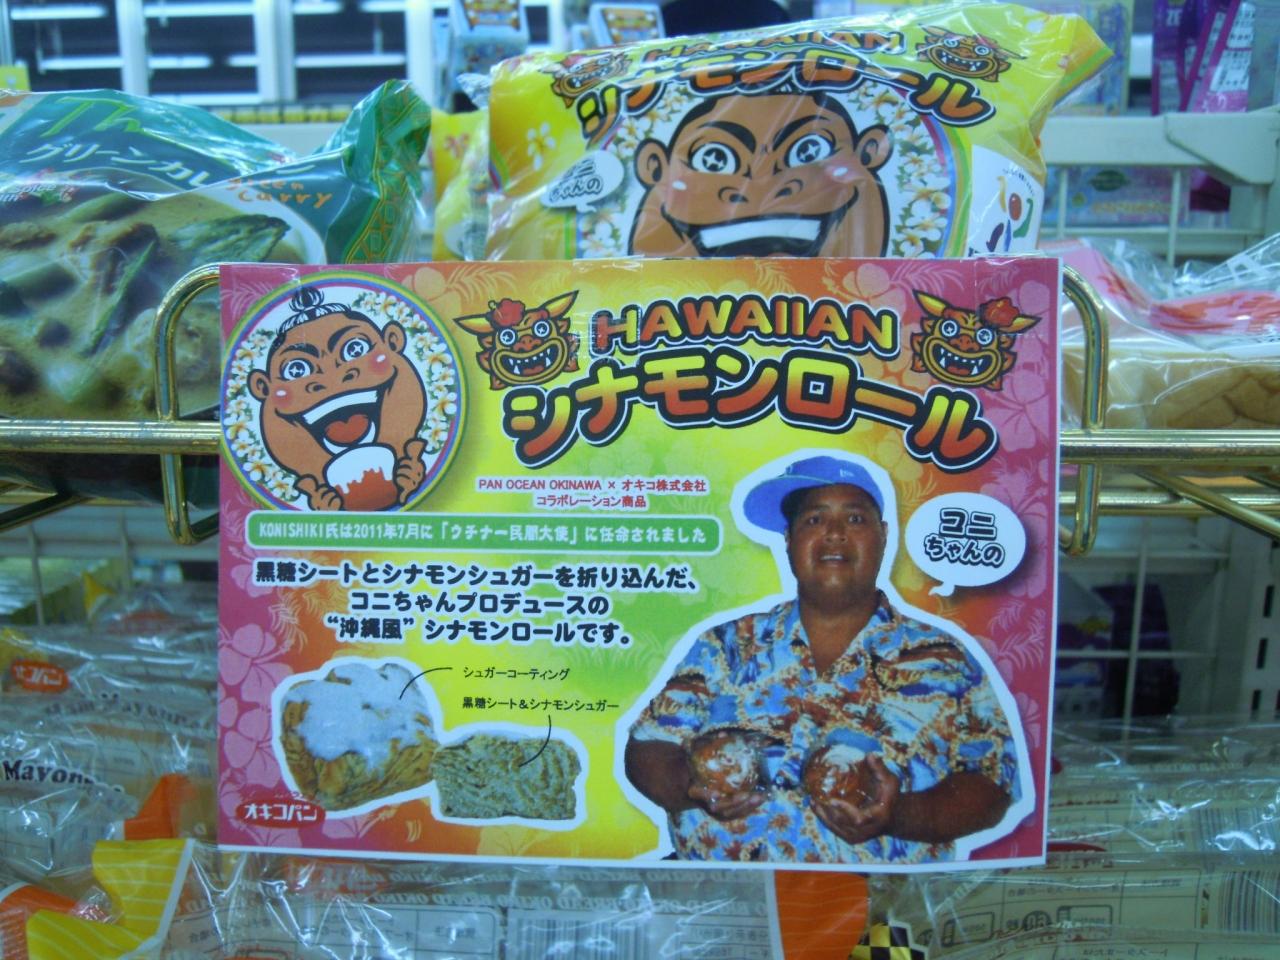 グリーンカレ
Green
Curry
HAWAIIAN
シナモンロール
コニ
ちゃんの
HAWAIIAN
シナモンロール
PAN OCEAN OKINAWA × オキコ株式会社
コラボレーション商品
KONISHIKI氏は2011年7月に「ウチナー民間大使」に任命されました
コニ
ちゃんの
黒糖シートとシナモンシュガーを折り込んだ、
コニちゃんプロデュースの
“沖縄風” シナモンロールです。
シュガーコーティング
黒糖シート&シナモンシュガー
オキコパン
オキコパン